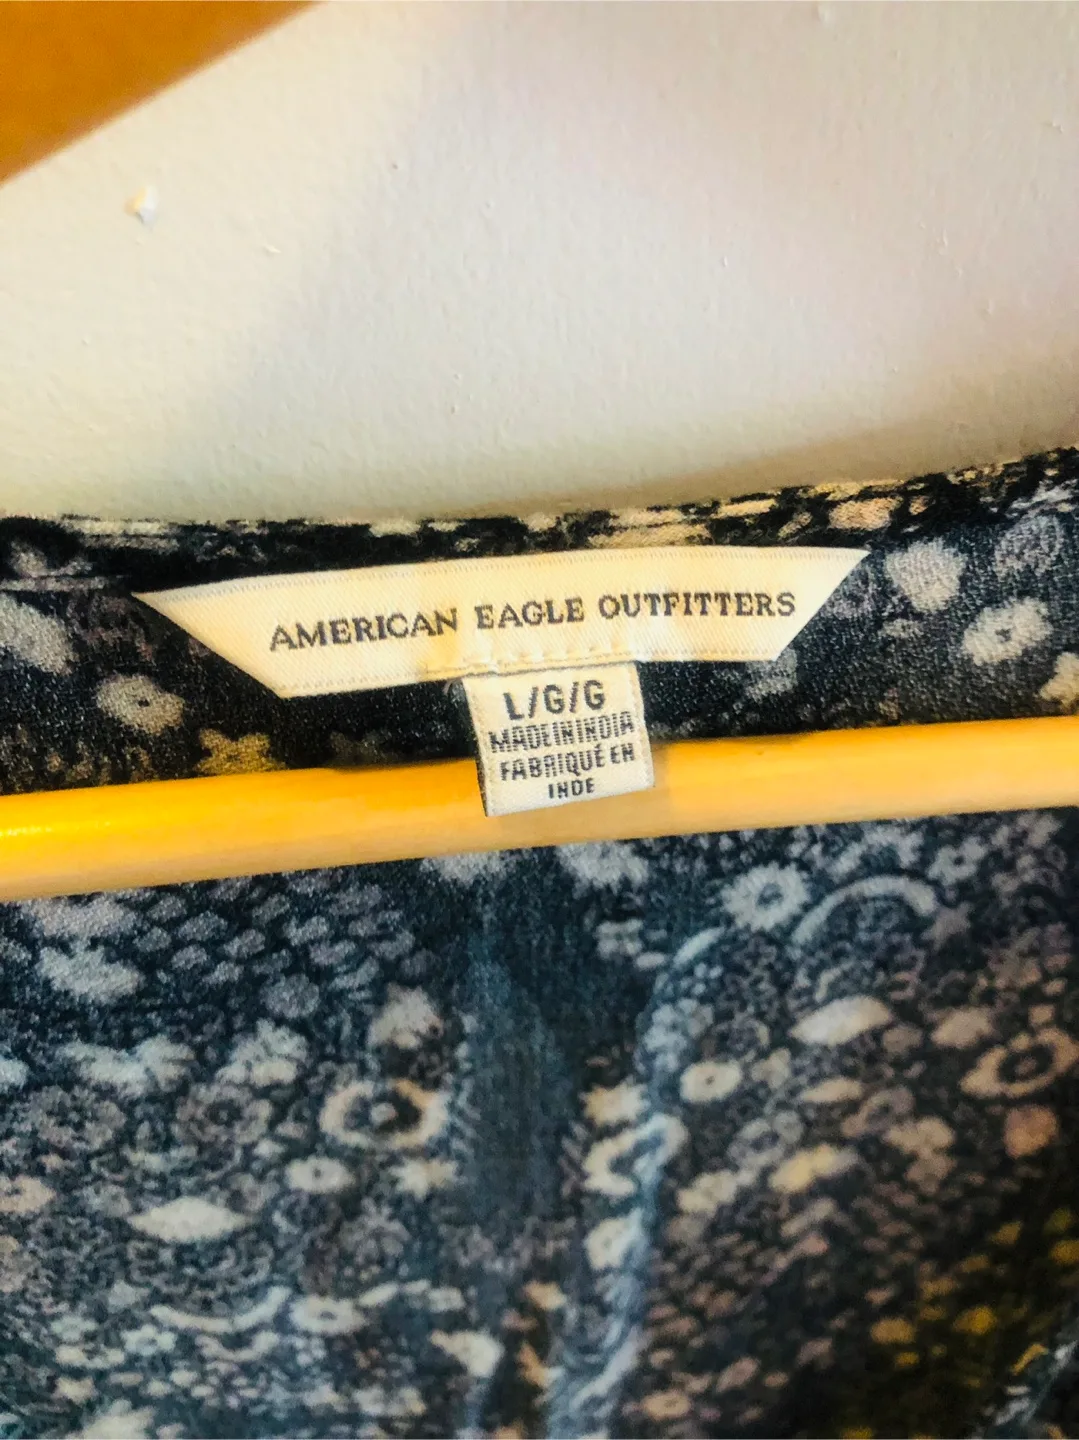 AMERICAN EAGLE OUTFITTERS
L/G/G
MADE IN INDIA
FABRIQUÉ EN
INDE